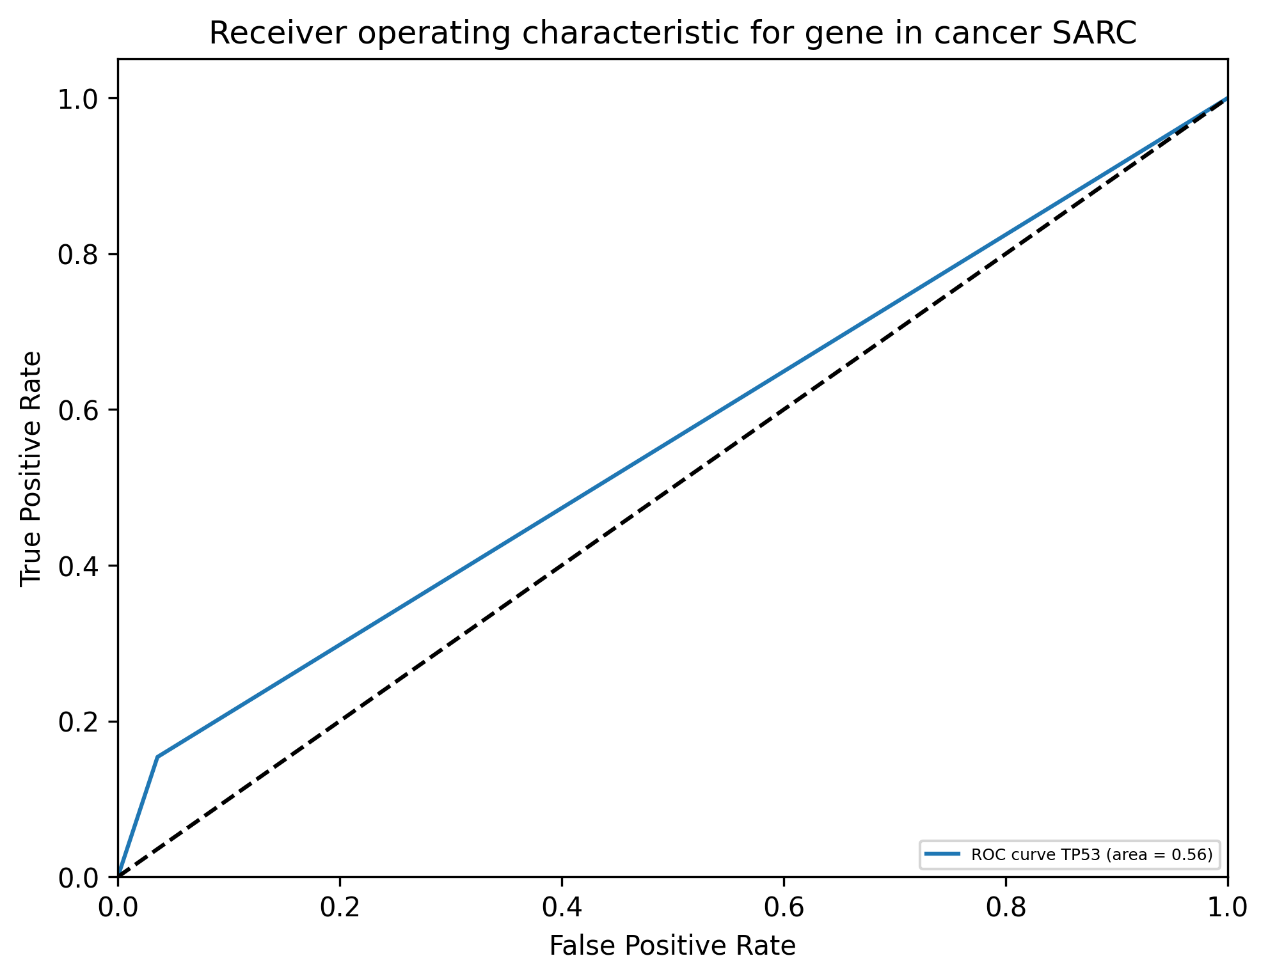 Receiver operating characteristic for gene in cancer SARC
1.0
0.8
0.6
0.4
0.2
0.0
True Positive Rate
ROC curve TP53 (area = 0.56)
0.0 0.2 0.4 0.6 0.8 1.0
False Positive Rate